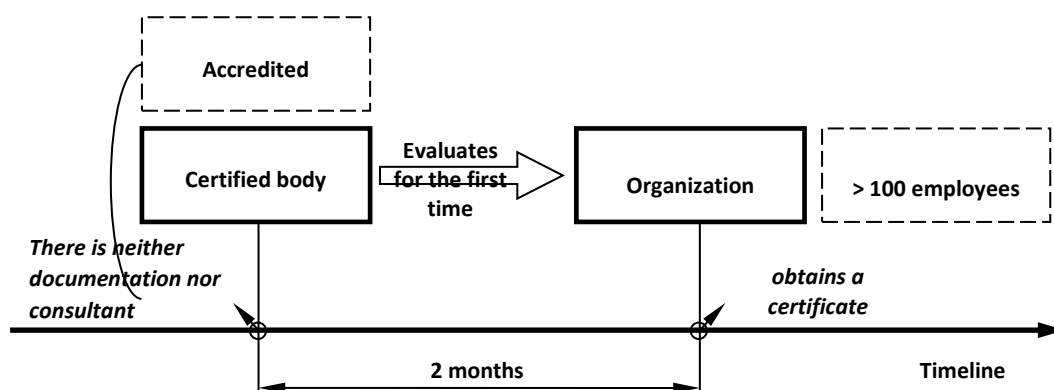 Accredited
Certified body
Evaluates
for the first
time
Organization
> 100 employees
There is neither
documentation nor
consultant
obtains a
certificate
2 months
Timeline